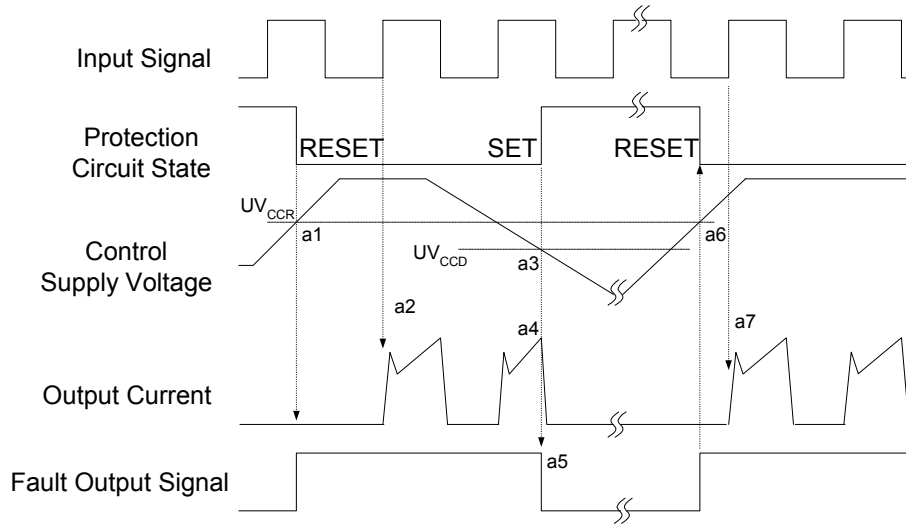 Input Signal
Protection
Circuit State
RESET
SET
RESET
UVCCR
a1
a6
Control
Supply Voltage
UVCCD
a3
a2
a4
a7
Output Current
a5
Fault Output Signal